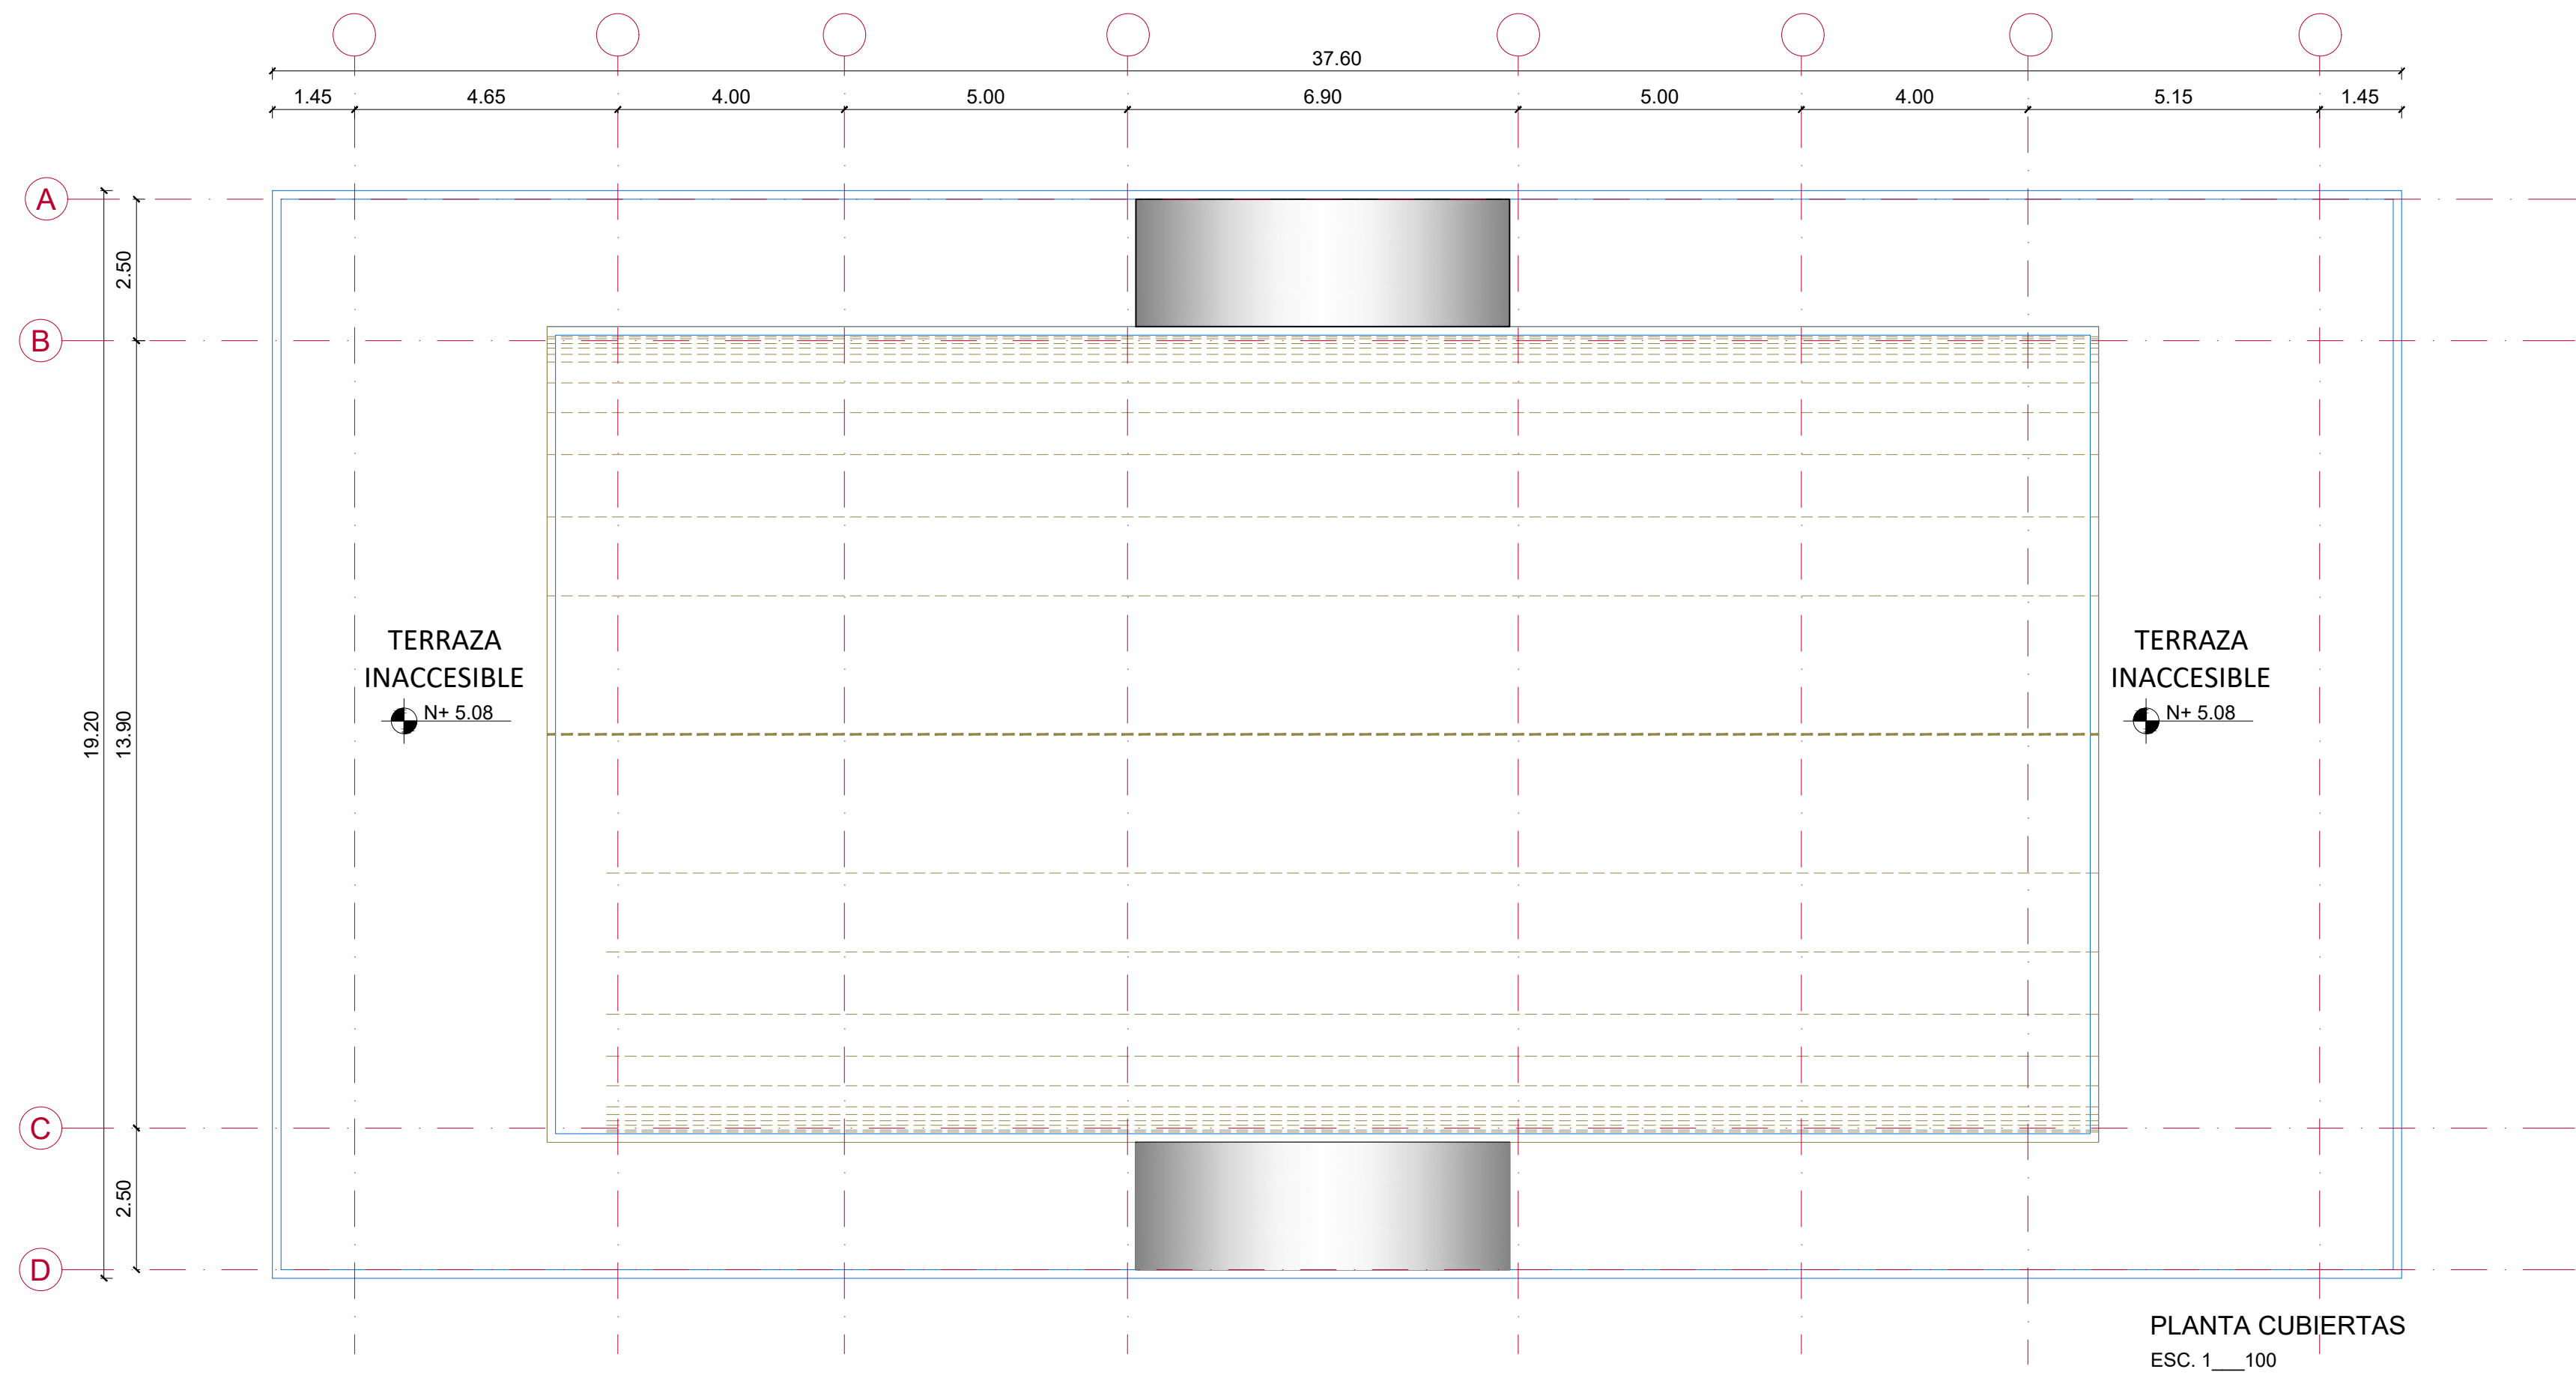 37.60
1.45 4.65 4.00 5.00 6.90 5.00 4.00 5.15 1.45
A
2.50
B
TERRAZA
INACCESIBLE
N+ 5.08
TERRAZA
INACCESIBLE
N+ 5.08
19.20
13.90
C
2.50
D
PLANTA CUBIERTAS
ESC. 1___100